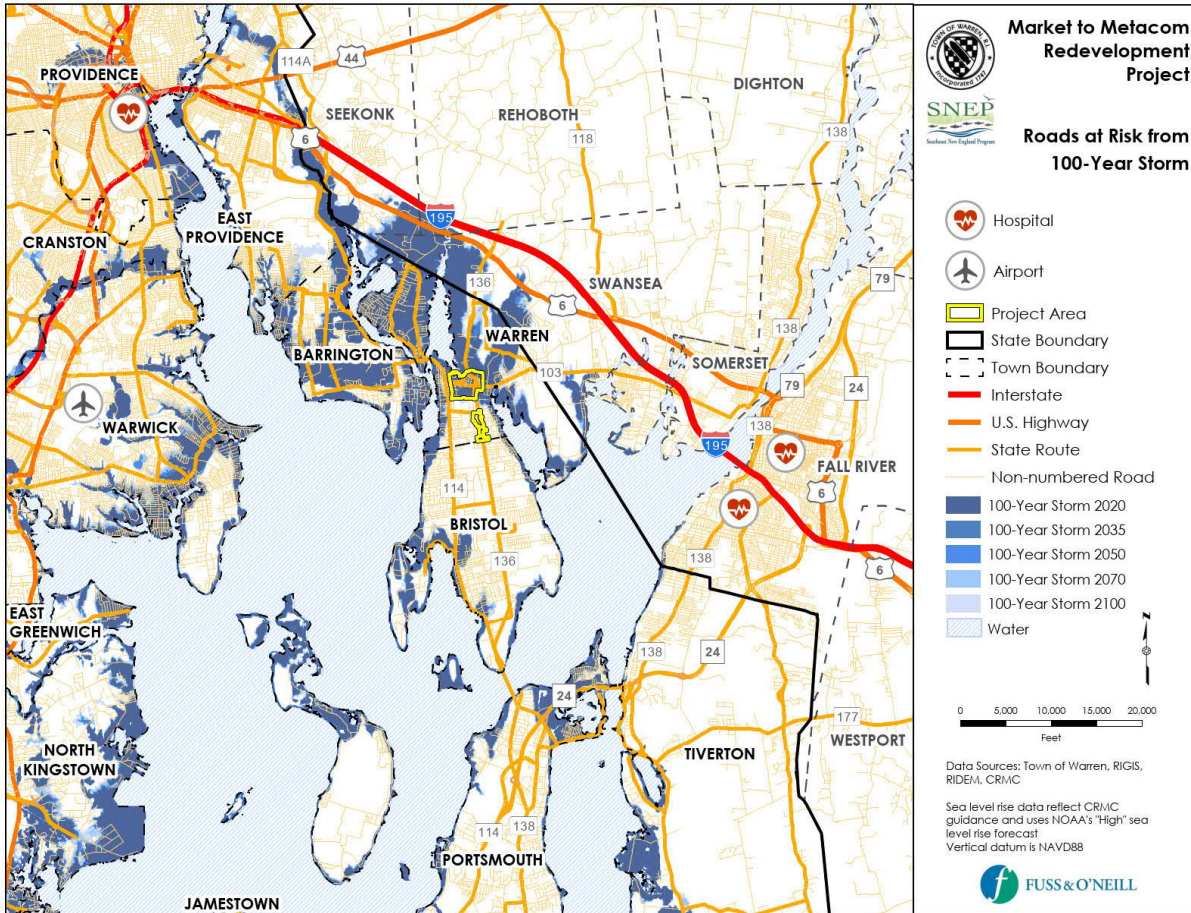 PROVIDENCE
114A
44
DIGHTON
SEEKONK
REHOBOTH
138
6
118
EAST
PROVIDENCE
195
CRANSTON
136
SWANSEA
79
6
WARREN
138
BARRINGTON
SOMERSET
103
79
24
WARWICK
138
195
FALL RIVER
114
6
BRISTOL
136
138
6
EAST
GREENWICH
138
24
24
177
NORTH
KINGSTOWN
TIVERTON
WESTPORT
114
138
PORTSMOUTH
JAMESTOWN
TOWN OF WARREN, R.I.
Incorporated 1747
Market to Metacom
Redevelopment
Project
SNEP
Southeast New England Program
Roads at Risk from
100-Year Storm
Hospital
Airport
Project Area
State Boundary
Town Boundary
Interstate
U.S. Highway
State Route
Non-numbered Road
100-Year Storm 2020
100-Year Storm 2035
100-Year Storm 2050
100-Year Storm 2070
100-Year Storm 2100
Water
0 5,000 10,000 15,000 20,000
Feet
Data Sources: Town of Warren, RIGIS,
RIDEM, CRMC
Sea level rise data reflect CRMC
guidance and uses NOAA's "High" sea
level rise forecast
Vertical datum is NAVD88
FUSS & O'NEILL